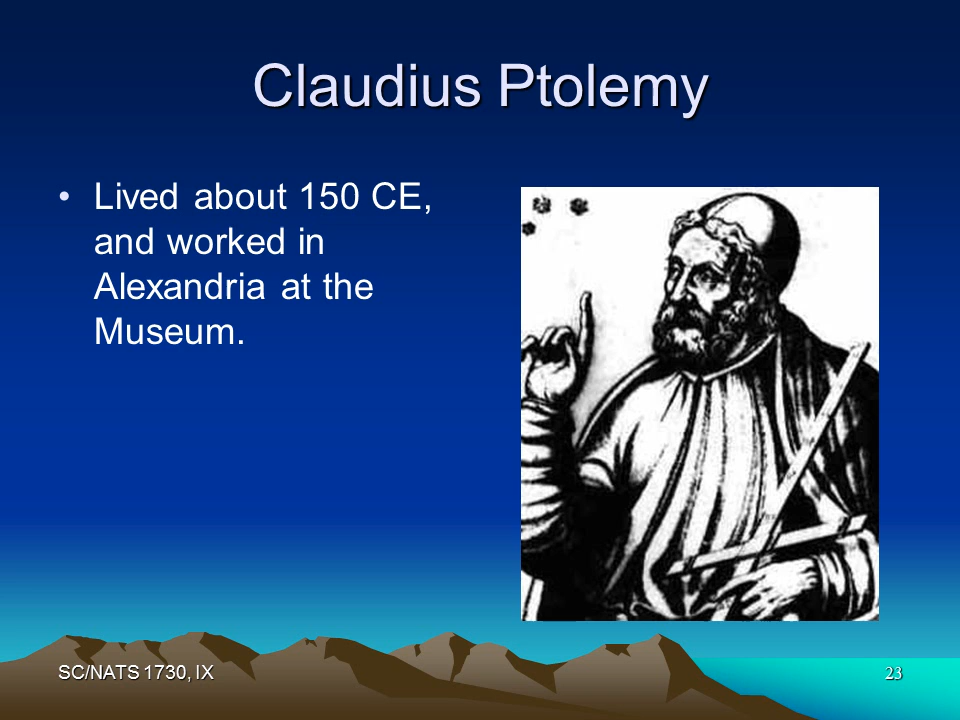 Claudius Ptolemy
• Lived about 150 CE,
and worked in
Alexandria at the
Museum.
SC/NATS 1730, IX
23